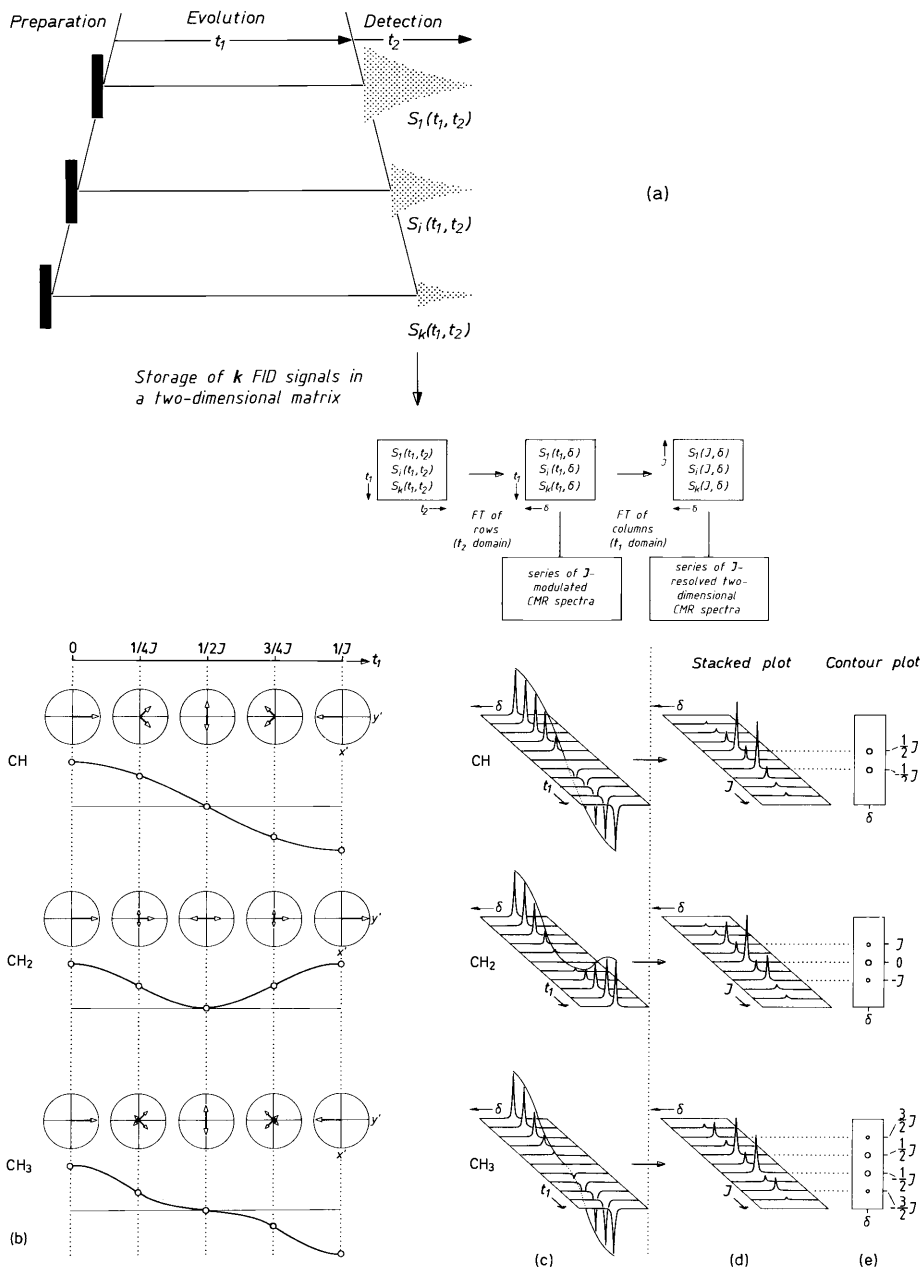 Preparation Evolution Detection
t1 t2
S1(t1,t2)
(a)
Si(t1,t2)
Sk(t1,t2)
Storage of k FID signals in
a two-dimensional matrix
S1(t1,t2)
Si(t1,t2)
Sk(t1,t2)
t1
t2
S1(t1,δ)
Si(t1,δ)
Sk(t1,δ)
t1
δ
S1(J,δ)
Si(J,δ)
Sk(J,δ)
J
δ
FT of
rows
(t2 domain)
FT of
columns
(t1 domain)
series of J-
modulated
CMR spectra
series of J-
resolved two-
dimensional
CMR spectra
0 1/4J 1/2J 3/4J 1/J
t1
Stacked plot Contour plot
y'
x'
CH
δ
CH
t1
δ
J
1/2 J
δ
y'
x'
CH2
δ
CH2
t1
δ
J
J
0
-J
δ
y'
x'
CH3
δ
CH3
t1
δ
J
3/2 J
1/2 J
1/2 J
3/2 J
δ
(b) (c) (d) (e)